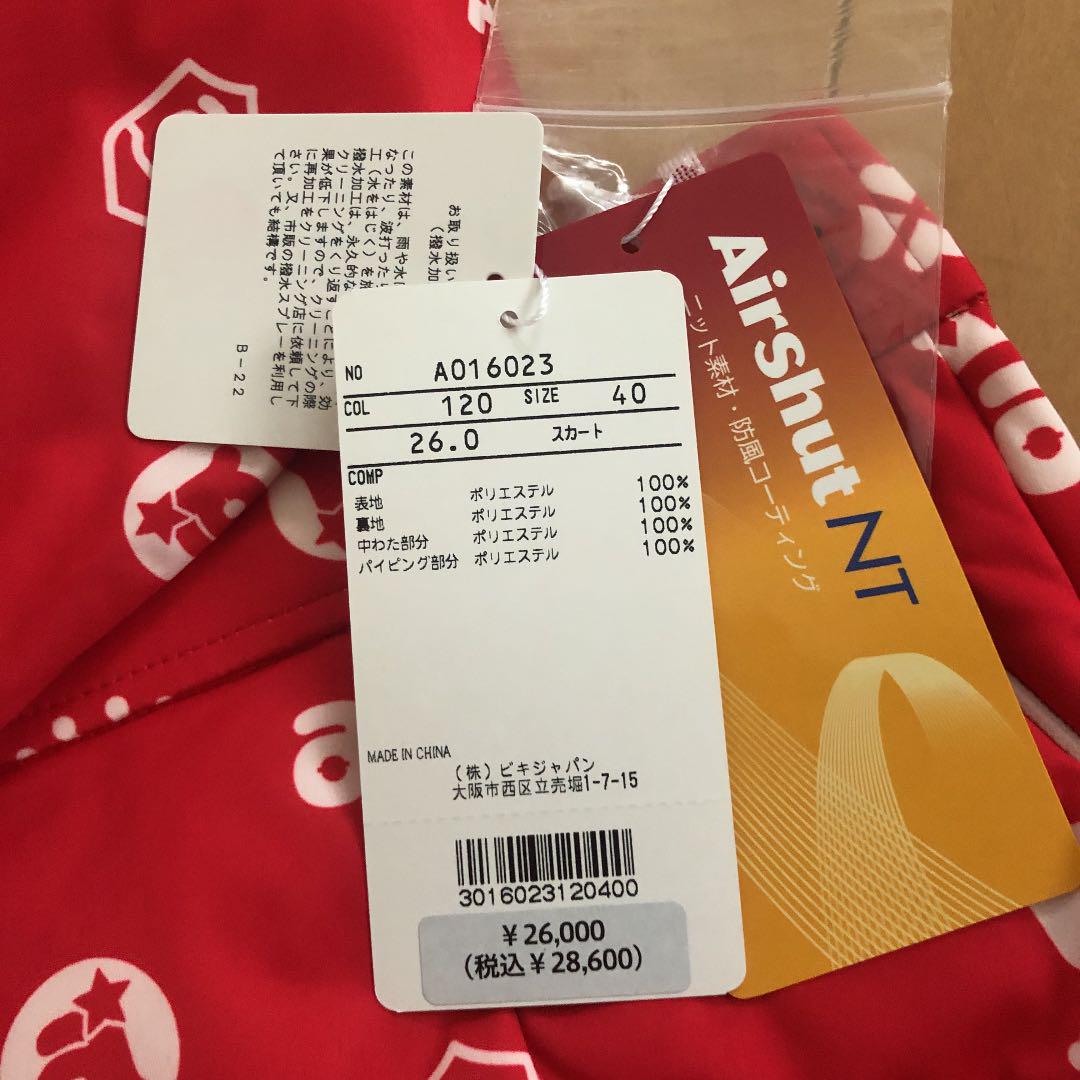 お取り扱い
（撥水加
この素材は、雨や水に
なったり、波打ったり
工（水をはじく）を施
撥水加工は、永久的な
クリーニングをくり返すことにより、効
果が低下しますので、クリーニングの際
に再加工をクリーニング店に依頼して下
さい。又、市販の撥水スプレーを利用し
て頂いても結構です。
B-22
Airshut NT
ニット素材・防風コーティング
NO A016023
COL 120 SIZE 40
26.0 スカート
COMP
表地 ポリエステル 100%
裏地 ポリエステル 100%
中わた部分 ポリエステル 100%
パイピング部分 ポリエステル 100%
MADE IN CHINA
（株）ビキジャパン
大阪市西区立売堀1-7-15
3016023120400
￥26,000
(税込￥28,600)